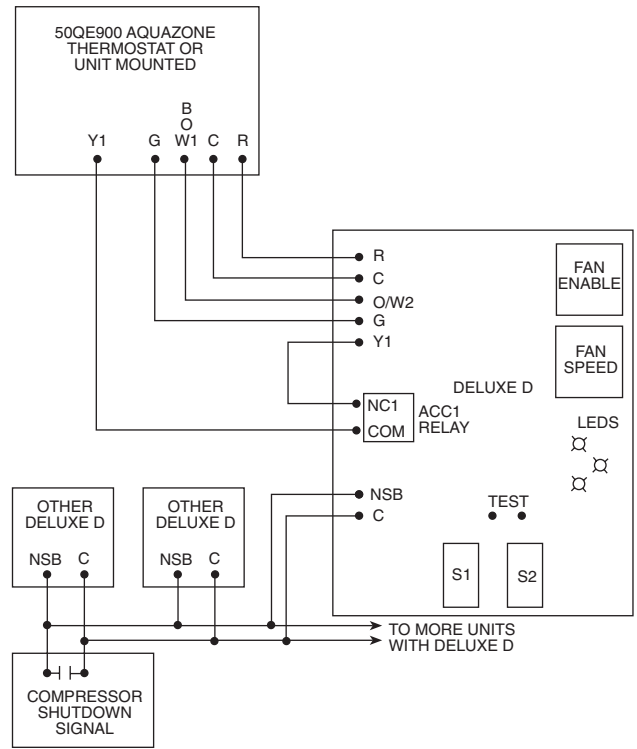 50QE900 AQUAZONE
THERMOSTAT OR
UNIT MOUNTED
B
O
Y1 G W1 C R
R
C
O/W2
G
Y1
FAN
ENABLE
FAN
SPEED
DELUXE D
NC1
COM
ACC1
RELAY
LEDS
NSB
C
TEST
S1
S2
OTHER
DELUXE D
NSB C
OTHER
DELUXE D
NSB C
TO MORE UNITS
WITH DELUXE D
COMPRESSOR
SHUTDOWN
SIGNAL